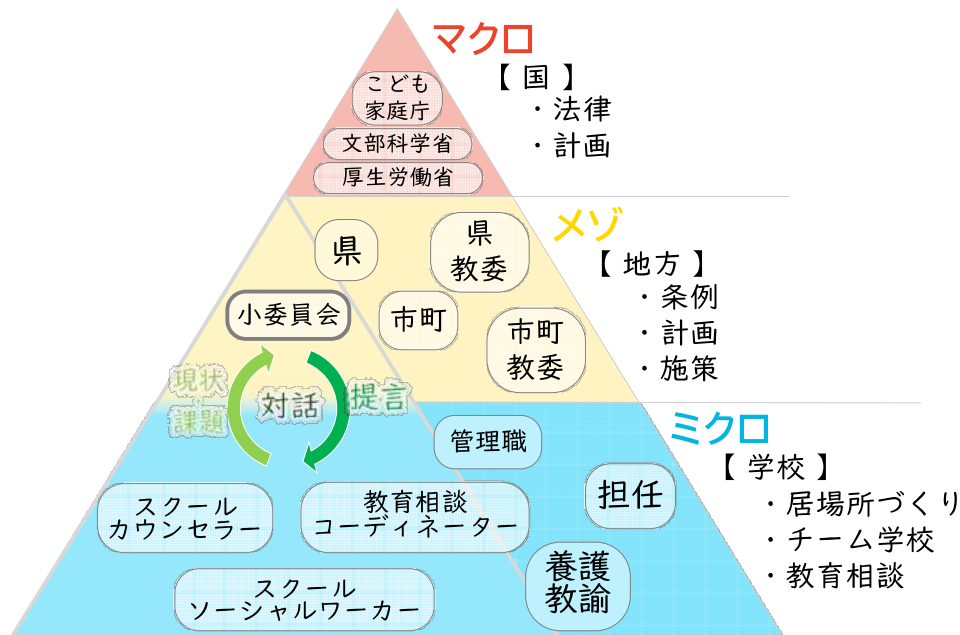 マクロ
【 国 】
・法律
・計画
こども
家庭庁
文部科学省
厚生労働省
メゾ
【 地方 】
・条例
・計画
・施策
県
県
教委
小委員会
市町
市町
教委
現状
・
課題
対話
提言
ミクロ
【 学校 】
・居場所づくり
・チーム学校
・教育相談
管理職
担任
スクール
カウンセラー
教育相談
コーディネーター
養護
教諭
スクール
ソーシャルワーカー